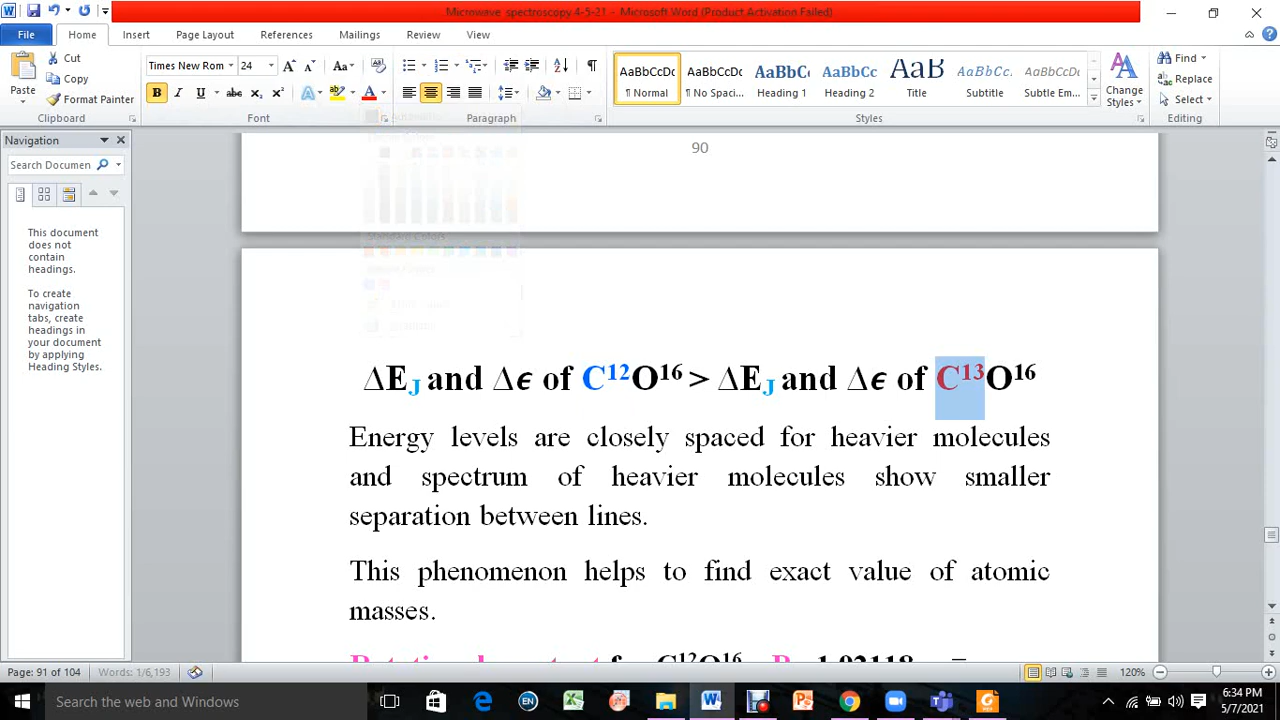 Microwave spectroscopy 4-5-21 - Microsoft Word (Product Activation Failed)
File Home Insert Page Layout References Mailings Review View
Paste Cut Copy Format Painter Clipboard
Times New Rom 24 Font
Paragraph
AaBbCcDc AaBbCcDc AaBbC AaBbCc AaB AaBbCc. AaBbCcDc
¶ Normal ¶ No Spaci... Heading 1 Heading 2 Title Subtitle Subtle Em...
Change Styles Styles
Find Replace Select Editing
Navigation
Search Documen
This document
does not
contain
headings.
To create
navigation
tabs, create
headings in
your document
by applying
Heading Styles.
90
ΔE_J and Δϵ of C¹²O¹⁶ > ΔE_J and Δϵ of C¹³O¹⁶
Energy levels are closely spaced for heavier molecules
and spectrum of heavier molecules show smaller
separation between lines.
This phenomenon helps to find exact value of atomic
masses.
Page: 91 of 104 Words: 1/6,193 120%
Search the web and Windows
6:34 PM
5/7/2021